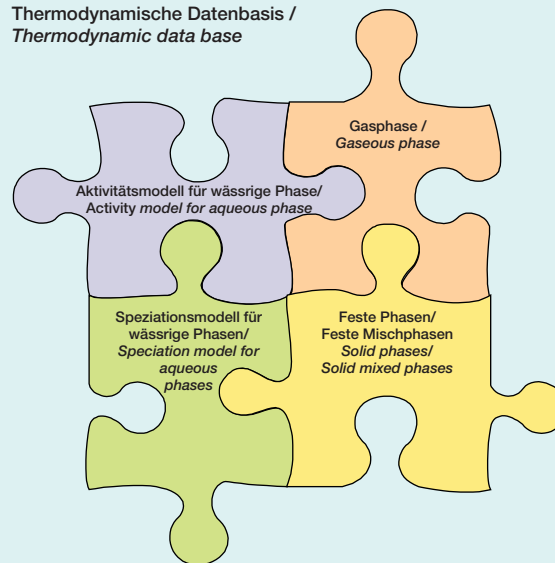 Thermodynamische Datenbasis /
Thermodynamic data base
Gasphase /
Gaseous phase
Aktivitätsmodell für wässrige Phase/
Activity model for aqueous phase
Speziationsmodell für
wässrige Phasen/
Speciation model for
aqueous
phases
Feste Phasen/
Feste Mischphasen
Solid phases/
Solid mixed phases